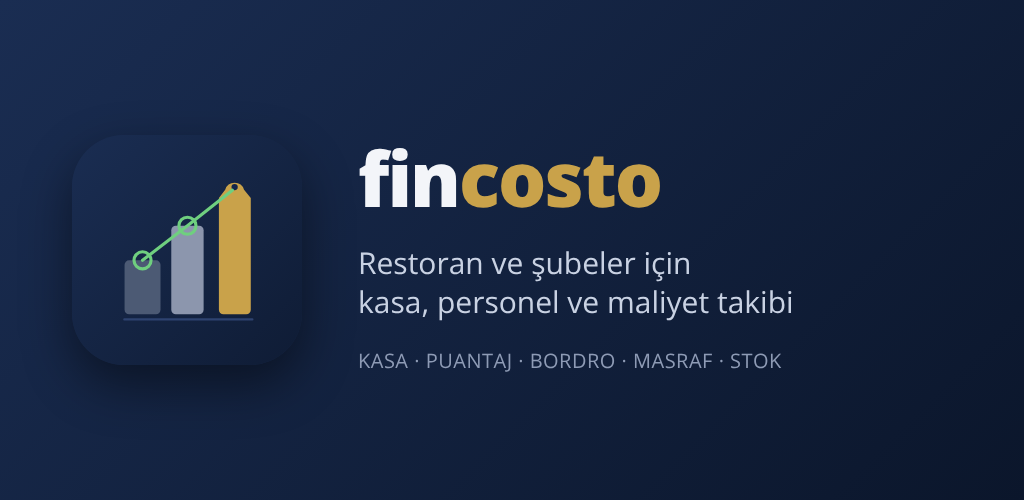 fincosto
Restoran ve şubeler için
kasa, personel ve maliyet takibi
KASA · PUANTAJ · BORDRO · MASRAF · STOK